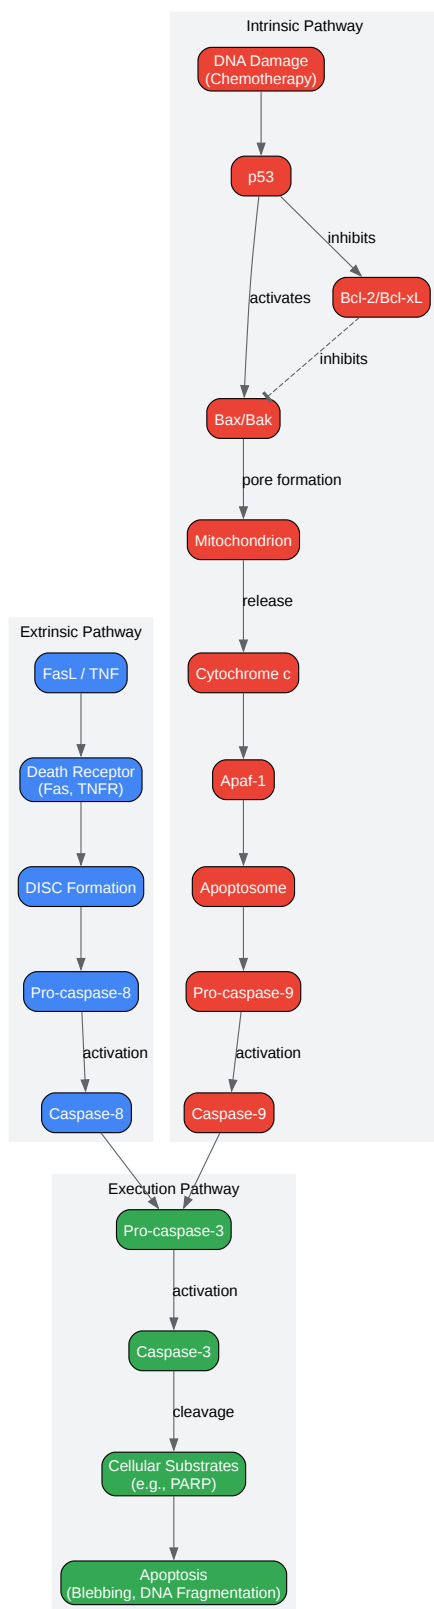 Intrinsic Pathway
DNA Damage
(Chemotherapy)
p53
inhibits
activates
Bcl-2/Bcl-xL
inhibits
Bax/Bak
pore formation
Mitochondrion
release
Cytochrome c
Apaf-1
Apoptosome
Pro-caspase-9
activation
Caspase-9
Extrinsic Pathway
FasL / TNF
Death Receptor
(Fas, TNFR)
DISC Formation
Pro-caspase-8
activation
Caspase-8
Execution Pathway
Pro-caspase-3
activation
Caspase-3
cleavage
Cellular Substrates
(e.g., PARP)
Apoptosis
(Blebbing, DNA Fragmentation)